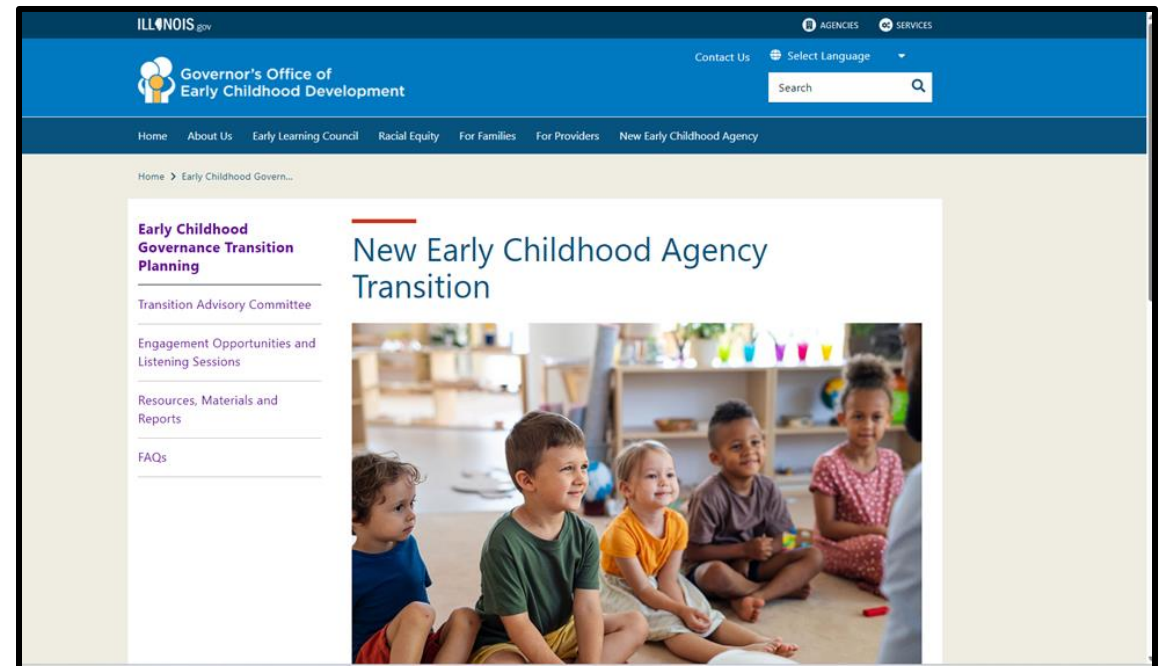 ILLINOIS.gov
AGENCIES SERVICES
Contact Us Select Language
Governor's Office of
Early Childhood Development
Search
Home About Us Early Learning Council Racial Equity For Families For Providers New Early Childhood Agency
Home > Early Childhood Govern...
Early Childhood
Governance Transition
Planning
Transition Advisory Committee
Engagement Opportunities and
Listening Sessions
Resources, Materials and
Reports
FAQs
New Early Childhood Agency
Transition